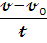 v - v₀
t